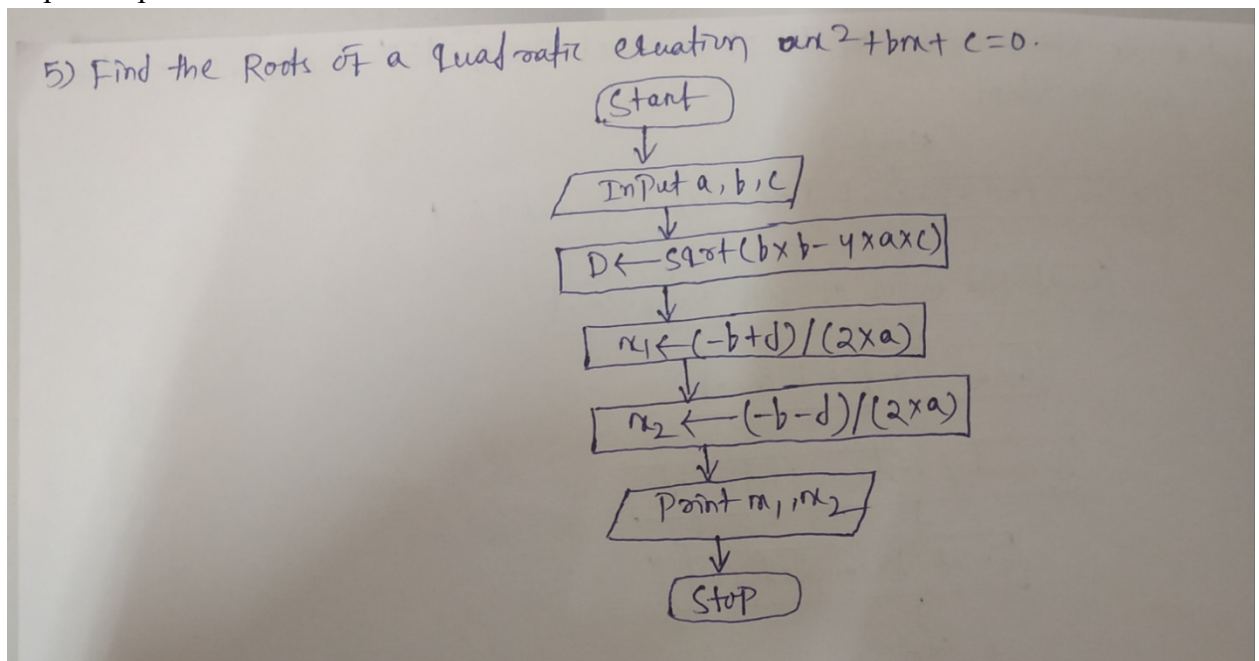 5) Find the Roots of a quadratic equation ax²+bx+c=0.
Start
Input a, b, c
D ← sqrt(b×b-4×a×c)
x₁ ← (-b+d)/(2×a)
x₂ ← (-b-d)/(2×a)
Print x₁, x₂
Stop